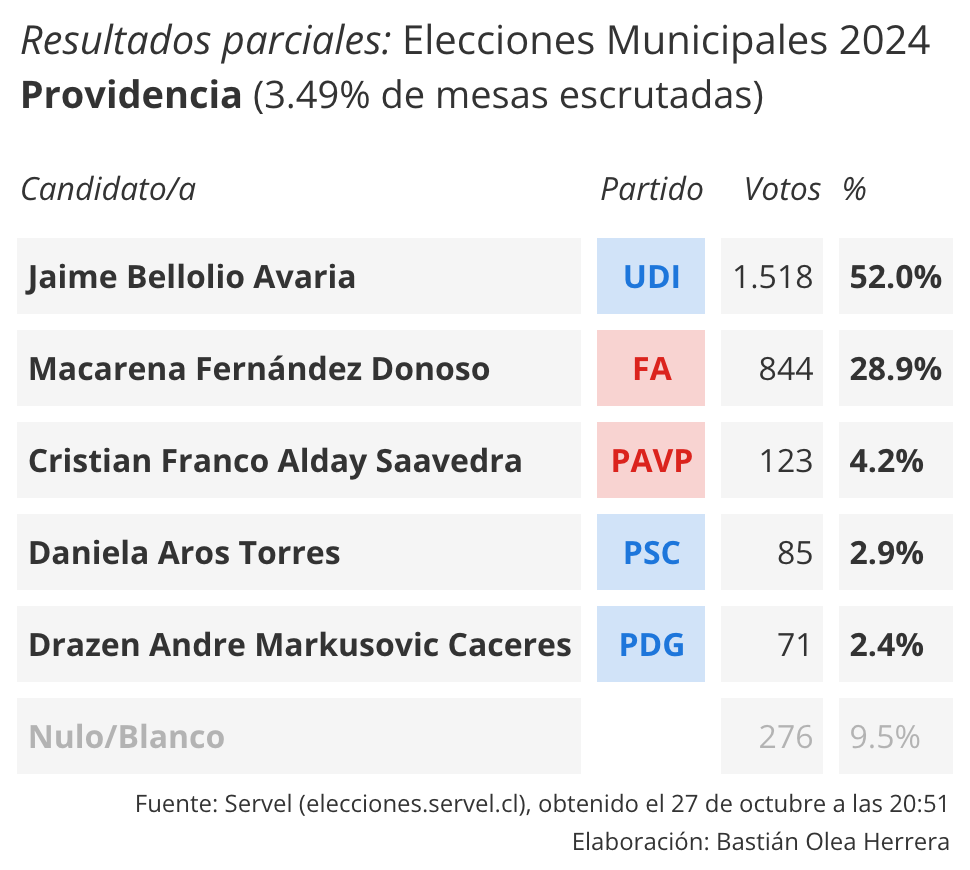 Resultados parciales: Elecciones Municipales 2024
Providencia (3.49% de mesas escrutadas)
Candidato/a Partido Votos %
Jaime Bellolio Avaria UDI 1.518 52.0%
Macarena Fernández Donoso FA 844 28.9%
Cristian Franco Alday Saavedra PAVP 123 4.2%
Daniela Aros Torres PSC 85 2.9%
Drazen Andre Markusovic Caceres PDG 71 2.4%
Nulo/Blanco 276 9.5%
Fuente: Servel (elecciones.servel.cl), obtenido el 27 de octubre a las 20:51
Elaboración: Bastián Olea Herrera